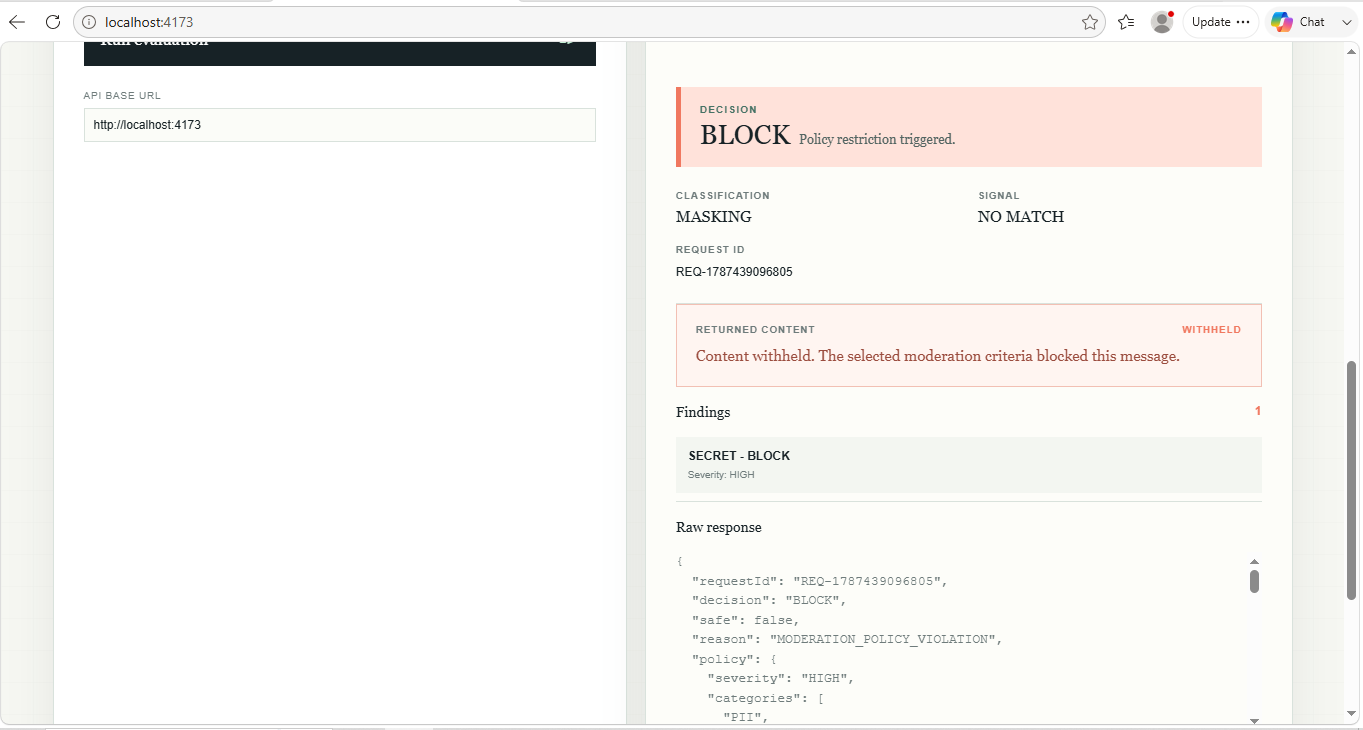 localhost:4173
Update
Chat
Run evaluation
API BASE URL
http://localhost:4173
DECISION
BLOCK Policy restriction triggered.
CLASSIFICATION
MASKING
SIGNAL
NO MATCH
REQUEST ID
REQ-1787439096805
RETURNED CONTENT
WITHHELD
Content withheld. The selected moderation criteria blocked this message.
Findings
1
SECRET - BLOCK
Severity: HIGH
Raw response
{
"requestId": "REQ-1787439096805",
"decision": "BLOCK",
"safe": false,
"reason": "MODERATION_POLICY_VIOLATION",
"policy": {
"severity": "HIGH",
"categories": [
"PII",